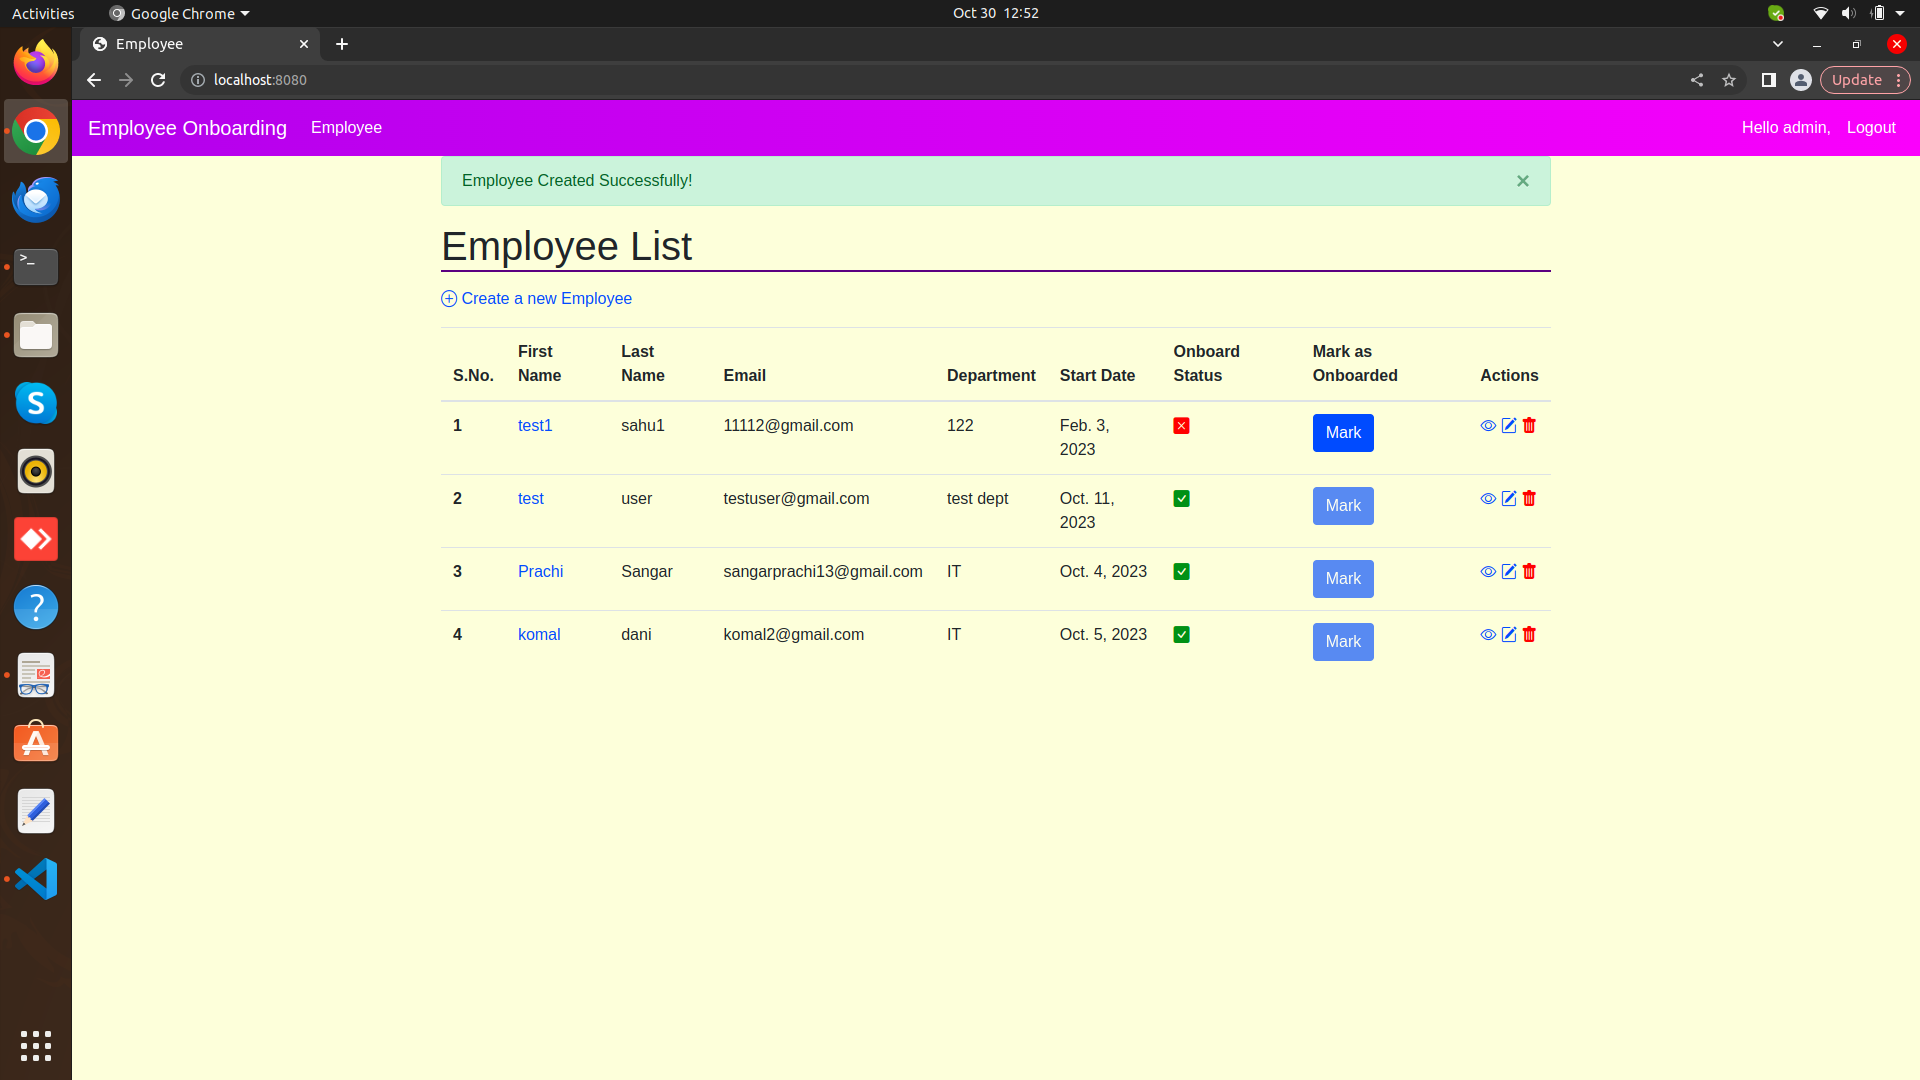 Activities Google Chrome Oct 30 12:52
Employee
localhost:8080 Update
Employee Onboarding Employee Hello admin, Logout
Employee Created Successfully! ×
Employee List
Create a new Employee
S.No. First Name Last Name Email Department Start Date Onboard Status Mark as Onboarded Actions
1 test1 sahu1 11112@gmail.com 122 Feb. 3, 2023 Mark
2 test user testuser@gmail.com test dept Oct. 11, 2023 Mark
3 Prachi Sangar sangarprachi13@gmail.com IT Oct. 4, 2023 Mark
4 komal dani komal2@gmail.com IT Oct. 5, 2023 Mark